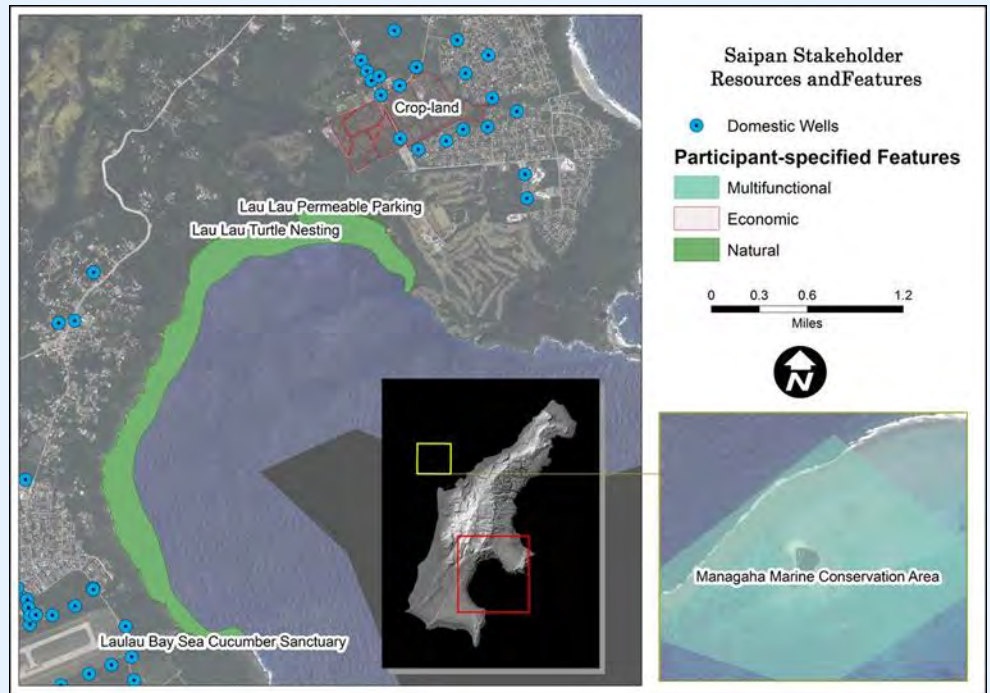 Crop-land
Lau Lau Permeable Parking
Lau Lau Turtle Nesting
Laulau Bay Sea Cucumber Sanctuary
Saipan Stakeholder
Resources andFeatures
Domestic Wells
Participant-specified Features
Multifunctional
Economic
Natural
0 0.3 0.6 1.2
Miles
N
Managaha Marine Conservation Area